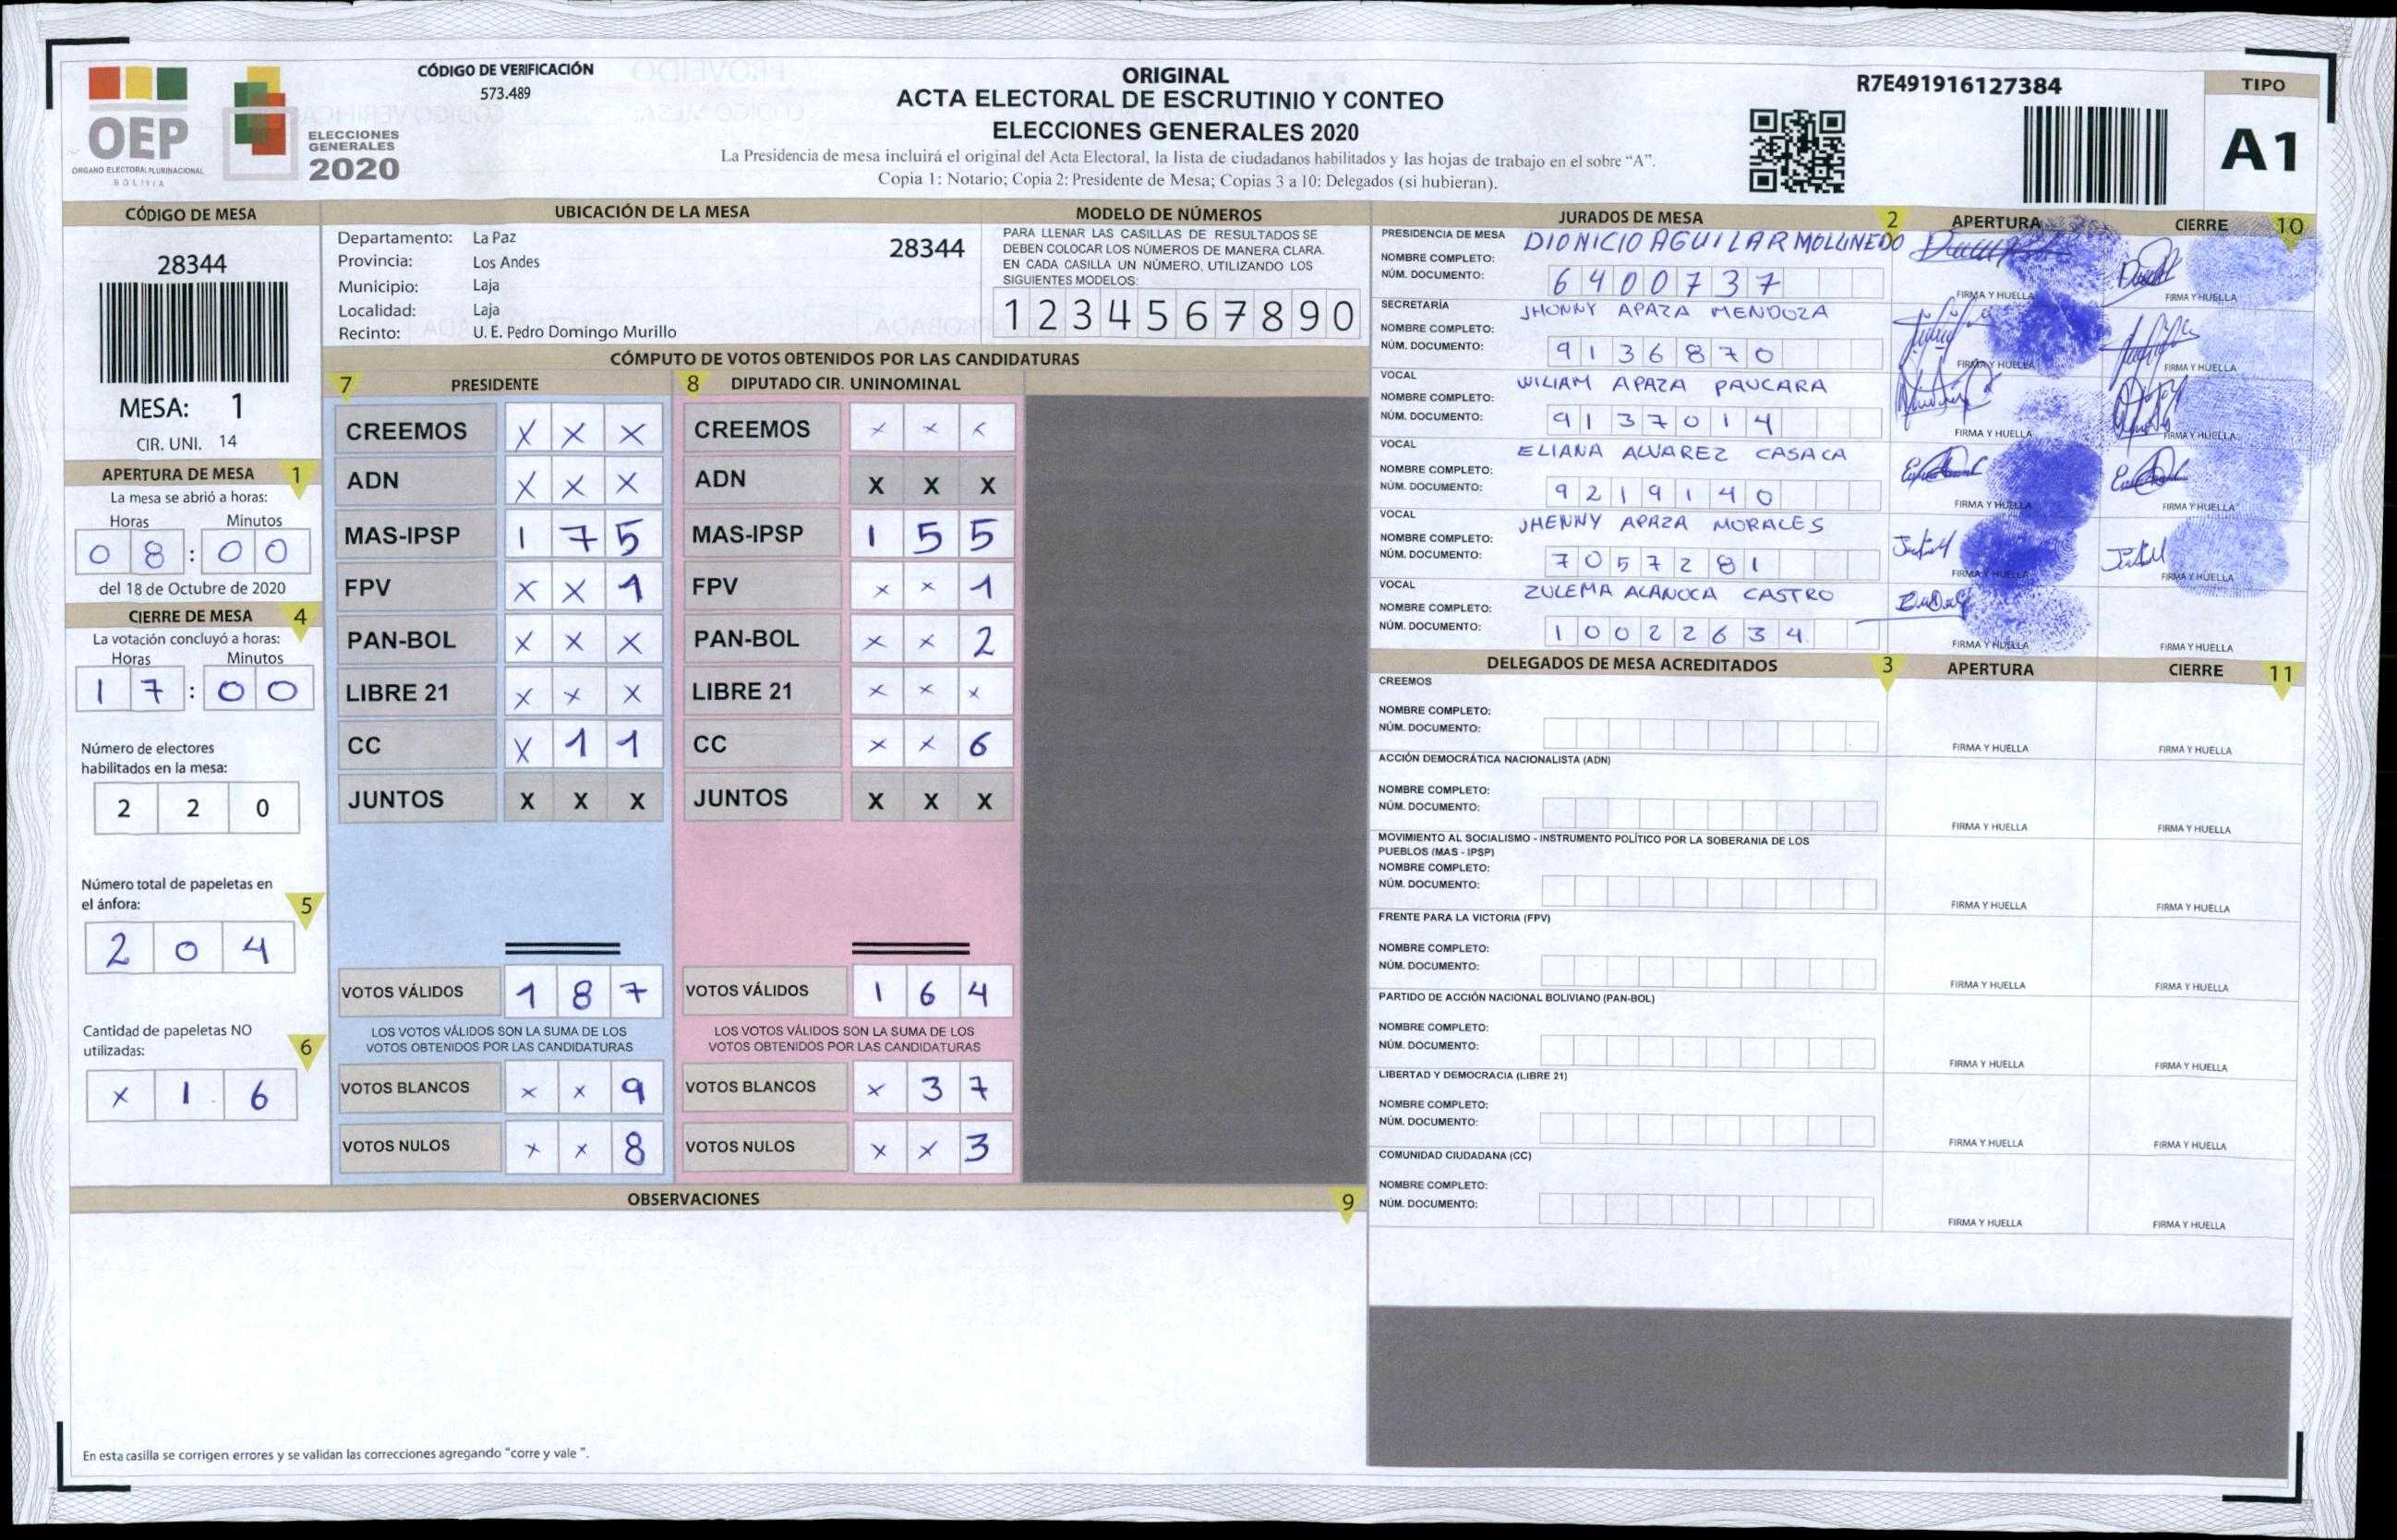 CÓDIGO DE VERIFICACIÓN
573.489
OEP
ÓRGANO ELECTORAL PLURINACIONAL
BOLIVIA
ELECCIONES
GENERALES
2020
ORIGINAL
ACTA ELECTORAL DE ESCRUTINIO Y CONTEO
ELECCIONES GENERALES 2020
La Presidencia de mesa incluirá el original del Acta Electoral, la lista de ciudadanos habilitados y las hojas de trabajo en el sobre “A”.
Copia 1: Notario; Copia 2: Presidente de Mesa; Copias 3 a 10: Delegados (si hubieran).
R7E491916127384
TIPO
A1
CÓDIGO DE MESA
28344
MESA: 1
CIR. UNI. 14
APERTURA DE MESA 1
La mesa se abrió a horas:
Horas Minutos
0 8 : 0 0
del 18 de Octubre de 2020
CIERRE DE MESA 4
La votación concluyó a horas:
Horas Minutos
1 7 : 0 0
Número de electores
habilitados en la mesa:
2 2 0
Número total de papeletas en
el ánfora: 5
2 0 4
Cantidad de papeletas NO
utilizadas: 6
x 1 6
UBICACIÓN DE LA MESA
Departamento: La Paz
28344
Provincia: Los Andes
Municipio: Laja
Localidad: Laja
Recinto: U. E. Pedro Domingo Murillo
MODELO DE NÚMEROS
PARA LLENAR LAS CASILLAS DE RESULTADOS SE
DEBEN COLOCAR LOS NÚMEROS DE MANERA CLARA.
EN CADA CASILLA UN NÚMERO, UTILIZANDO LOS
SIGUIENTES MODELOS:
1 2 3 4 5 6 7 8 9 0
CÓMPUTO DE VOTOS OBTENIDOS POR LAS CANDIDATURAS
7 PRESIDENTE
CREEMOS X X X
ADN X X X
MAS-IPSP 1 7 5
FPV X X 1
PAN-BOL X X X
LIBRE 21 X X X
CC X 1 1
JUNTOS X X X
VOTOS VÁLIDOS 1 8 7
LOS VOTOS VÁLIDOS SON LA SUMA DE LOS
VOTOS OBTENIDOS POR LAS CANDIDATURAS
VOTOS BLANCOS x x 9
VOTOS NULOS x x 8
8 DIPUTADO CIR. UNINOMINAL
CREEMOS x x x
ADN X X X
MAS-IPSP 1 5 5
FPV x x 1
PAN-BOL x x 2
LIBRE 21 x x x
CC x x 6
JUNTOS X X X
VOTOS VÁLIDOS 1 6 4
LOS VOTOS VÁLIDOS SON LA SUMA DE LOS
VOTOS OBTENIDOS POR LAS CANDIDATURAS
VOTOS BLANCOS x 3 7
VOTOS NULOS x x 3
OBSERVACIONES 9
En esta casilla se corrigen errores y se validan las correcciones agregando "corre y vale ".
JURADOS DE MESA 2 APERTURA CIERRE 10
PRESIDENCIA DE MESA
DIONICIO AGUILAR MOLLINEDO
NOMBRE COMPLETO:
NÚM. DOCUMENTO: 6 4 0 0 7 3 7
FIRMA Y HUELLA FIRMA Y HUELLA
SECRETARÍA
JHONNY APAZA MENDOZA
NOMBRE COMPLETO:
NÚM. DOCUMENTO: 9 1 3 6 8 7 0
FIRMA Y HUELLA FIRMA Y HUELLA
VOCAL
WILIAM APAZA PAUCARA
NOMBRE COMPLETO:
NÚM. DOCUMENTO: 9 1 3 7 0 1 4
FIRMA Y HUELLA FIRMA Y HUELLA
VOCAL
ELIANA ALVAREZ CASACA
NOMBRE COMPLETO:
NÚM. DOCUMENTO: 9 2 1 9 1 4 0
FIRMA Y HUELLA FIRMA Y HUELLA
VOCAL
JHENNY APAZA MORALES
NOMBRE COMPLETO:
NÚM. DOCUMENTO: 7 0 5 7 2 8 1
FIRMA Y HUELLA FIRMA Y HUELLA
VOCAL
ZULEMA ALANOCA CASTRO
NOMBRE COMPLETO:
NÚM. DOCUMENTO: 1 0 0 2 2 6 3 4
FIRMA Y HUELLA FIRMA Y HUELLA
DELEGADOS DE MESA ACREDITADOS 3 APERTURA CIERRE 11
CREEMOS
NOMBRE COMPLETO:
NÚM. DOCUMENTO:
FIRMA Y HUELLA FIRMA Y HUELLA
ACCIÓN DEMOCRÁTICA NACIONALISTA (ADN)
NOMBRE COMPLETO:
NÚM. DOCUMENTO:
FIRMA Y HUELLA FIRMA Y HUELLA
MOVIMIENTO AL SOCIALISMO - INSTRUMENTO POLÍTICO POR LA SOBERANIA DE LOS
PUEBLOS (MAS - IPSP)
NOMBRE COMPLETO:
NÚM. DOCUMENTO:
FIRMA Y HUELLA FIRMA Y HUELLA
FRENTE PARA LA VICTORIA (FPV)
NOMBRE COMPLETO:
NÚM. DOCUMENTO:
FIRMA Y HUELLA FIRMA Y HUELLA
PARTIDO DE ACCIÓN NACIONAL BOLIVIANO (PAN-BOL)
NOMBRE COMPLETO:
NÚM. DOCUMENTO:
FIRMA Y HUELLA FIRMA Y HUELLA
LIBERTAD Y DEMOCRACIA (LIBRE 21)
NOMBRE COMPLETO:
NÚM. DOCUMENTO:
FIRMA Y HUELLA FIRMA Y HUELLA
COMUNIDAD CIUDADANA (CC)
NOMBRE COMPLETO:
NÚM. DOCUMENTO:
FIRMA Y HUELLA FIRMA Y HUELLA